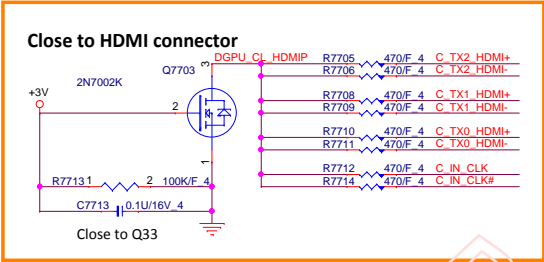 Close to HDMI connector
DGPU_CL_HDMIP
R7705 470/F_4 C_TX2_HDMI+
R7706 470/F_4 C_TX2_HDMI-
2N7002K
Q7703
3
+3V
2
R7708 470/F_4 C_TX1_HDMI+
R7709 470/F_4 C_TX1_HDMI-
R7710 470/F_4 C_TX0_HDMI+
R7711 470/F_4 C_TX0_HDMI-
1
R7712 470/F_4 C_IN_CLK
R7714 470/F_4 C_IN_CLK#
R7713 1 2 100K/F_4
C7713 0.1U/16V_4
Close to Q33